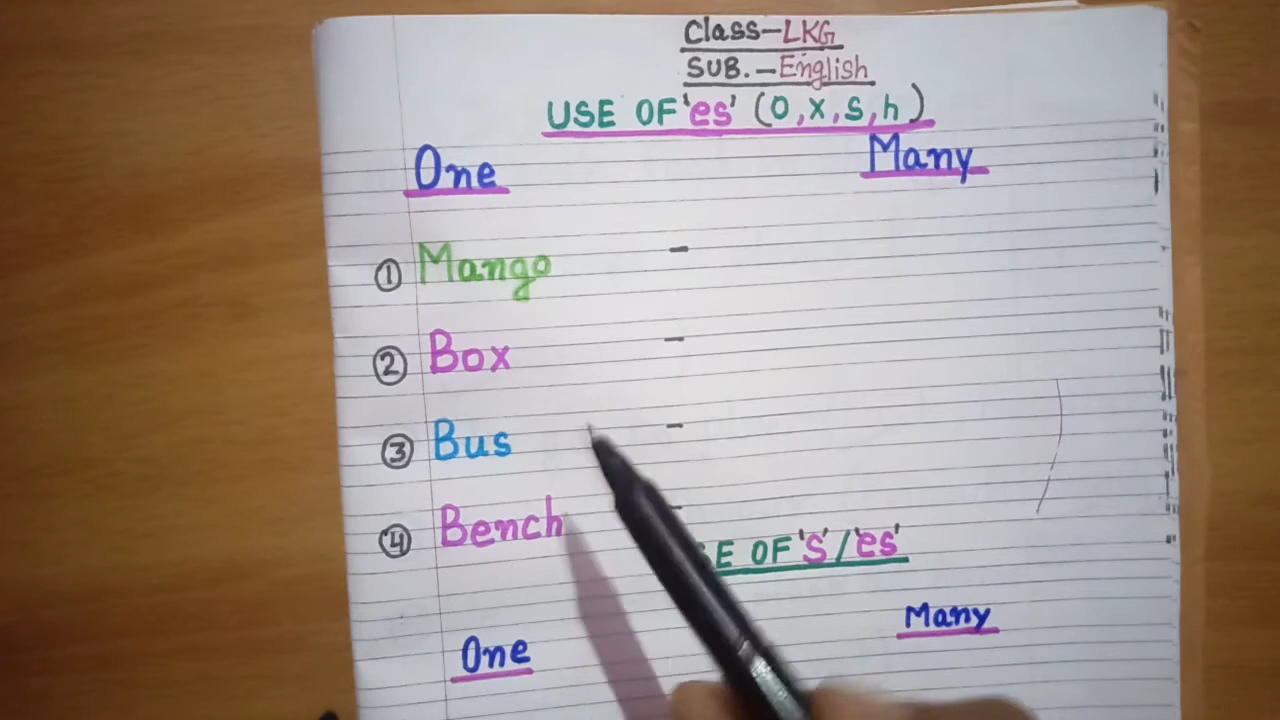 Class-LKG
SUB.-English
USE OF 'es' (O,x,s,h)
One Many
① Mango -
② Box -
③ Bus -
④ Bench -
OF 'S'/'es'
One Many